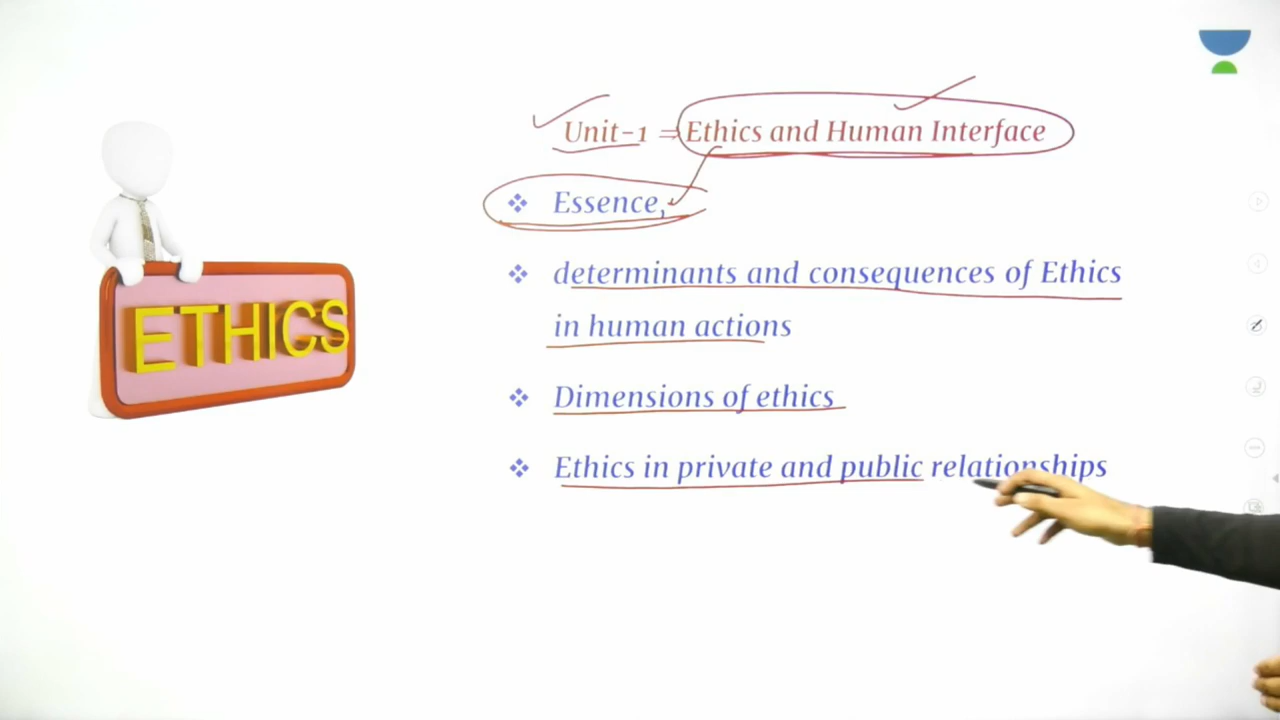 Unit-1 ⇒ Ethics and Human Interface
❖ Essence,
❖ determinants and consequences of Ethics
in human actions
❖ Dimensions of ethics
❖ Ethics in private and public relationships
ETHICS